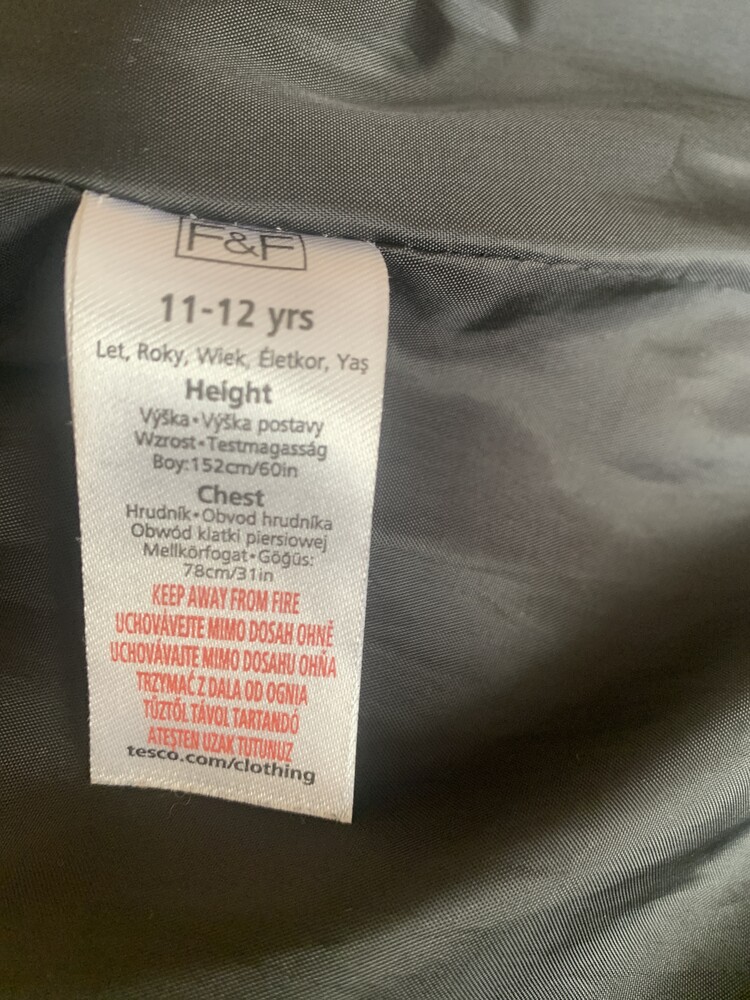 F&F
11-12 yrs
Let, Roky, Wiek, Életkor, Yaş
Height
Výška•Výška postavy
Wzrost•Testmagasság
Boy:152cm/60in
Chest
Hrudník•Obvod hrudníka
Obwód klatki piersiowej
Mellkörfogat•Göğüs:
78cm/31in
KEEP AWAY FROM FIRE
UCHOVÁVEJTE MIMO DOSAH OHNĚ
UCHOVÁVAJTE MIMO DOSAHU OHŇA
TRZYMAĆ Z DALA OD OGNIA
TŰZTŐL TÁVOL TARTANDÓ
ATEŞTEN UZAK TUTUNUZ
tesco.com/clothing